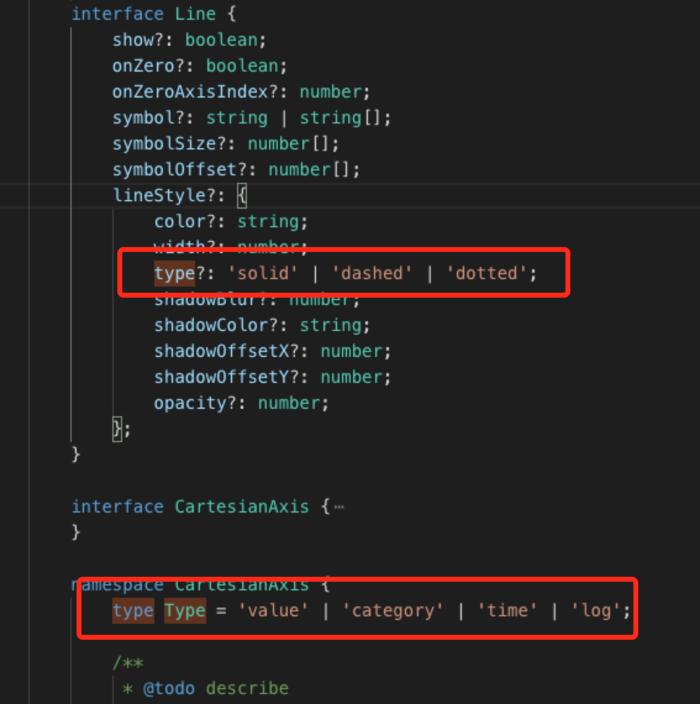 interface Line {
show?: boolean;
onZero?: boolean;
onZeroAxisIndex?: number;
symbol?: string | string[];
symbolSize?: number[];
symbolOffset?: number[];
lineStyle?: {
color?: string;
width?: number;
type?: 'solid' | 'dashed' | 'dotted';
shadowBlur?: number;
shadowColor?: string;
shadowOffsetX?: number;
shadowOffsetY?: number;
opacity?: number;
};
}
interface CartesianAxis {⋯
}
namespace CartesianAxis {
type Type = 'value' | 'category' | 'time' | 'log';
/**
* @todo describe